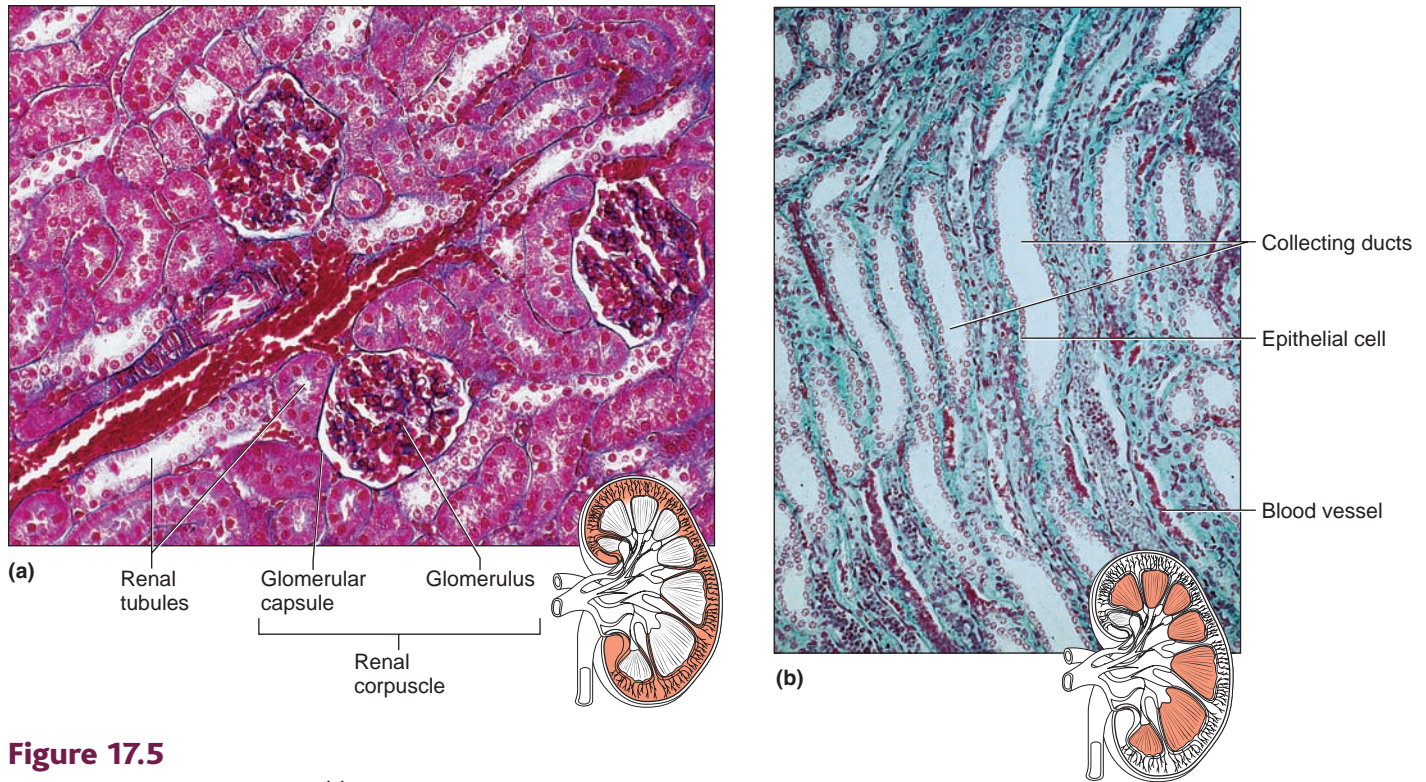 (a)
Renal
tubules
Glomerular
capsule
Glomerulus
Renal
corpuscle
Collecting ducts
Epithelial cell
Blood vessel
(b)
Figure 17.5